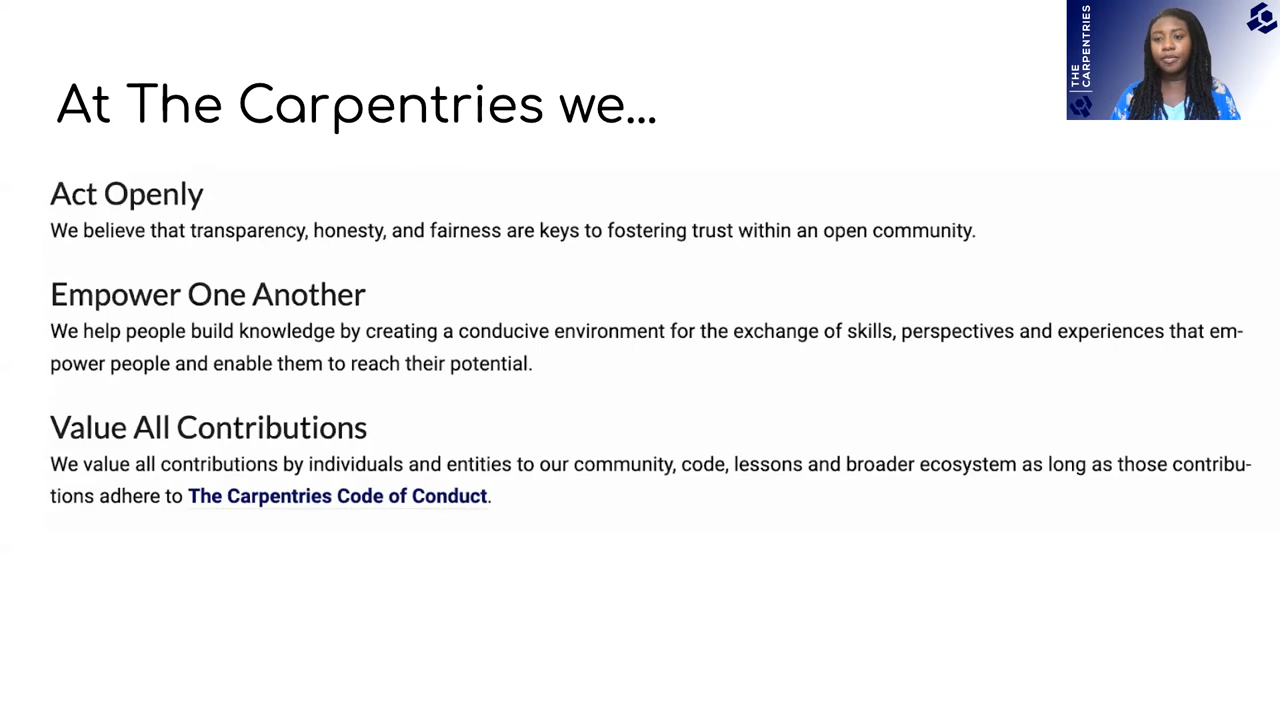 THE
CARPENTRIES
At The Carpentries we...
Act Openly
We believe that transparency, honesty, and fairness are keys to fostering trust within an open community.
Empower One Another
We help people build knowledge by creating a conducive environment for the exchange of skills, perspectives and experiences that em-
power people and enable them to reach their potential.
Value All Contributions
We value all contributions by individuals and entities to our community, code, lessons and broader ecosystem as long as those contribu-
tions adhere to The Carpentries Code of Conduct.